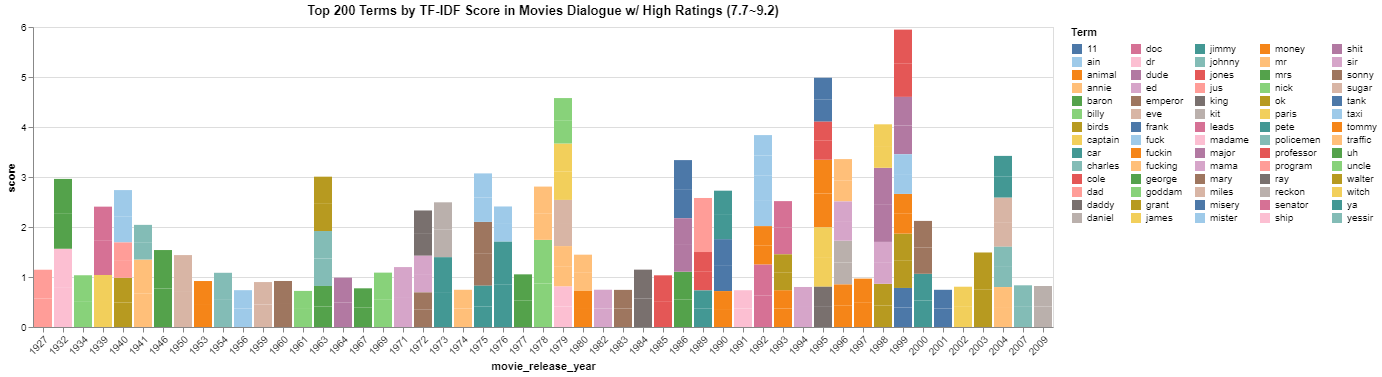 Top 200 Terms by TF-IDF Score in Movies Dialogue w/ High Ratings (7.7~9.2)
6
5
4
3
2
1
0
score
1927 1932 1934 1939 1940 1941 1946 1950 1953 1954 1956 1959 1960 1961 1963 1964 1967 1969 1971 1972 1973 1974 1975 1976 1977 1978 1979 1980 1982 1983 1984 1985 1986 1989 1990 1991 1992 1993 1994 1995 1996 1997 1998 1999 2000 2001 2002 2003 2004 2007 2009
movie_release_year
Term
11 doc jimmy money shit
ain dr johnny mr sir
animal dude jones mrs sonny
annie ed jus nick sugar
baron emperor king ok tank
billy eve kit paris taxi
birds frank leads pete tommy
captain fuck madame policemen traffic
car fuckin major professor uh
charles fucking mama program uncle
cole george mary ray walter
dad goddam miles reckon witch
daddy grant misery senator ya
daniel james mister ship yessir